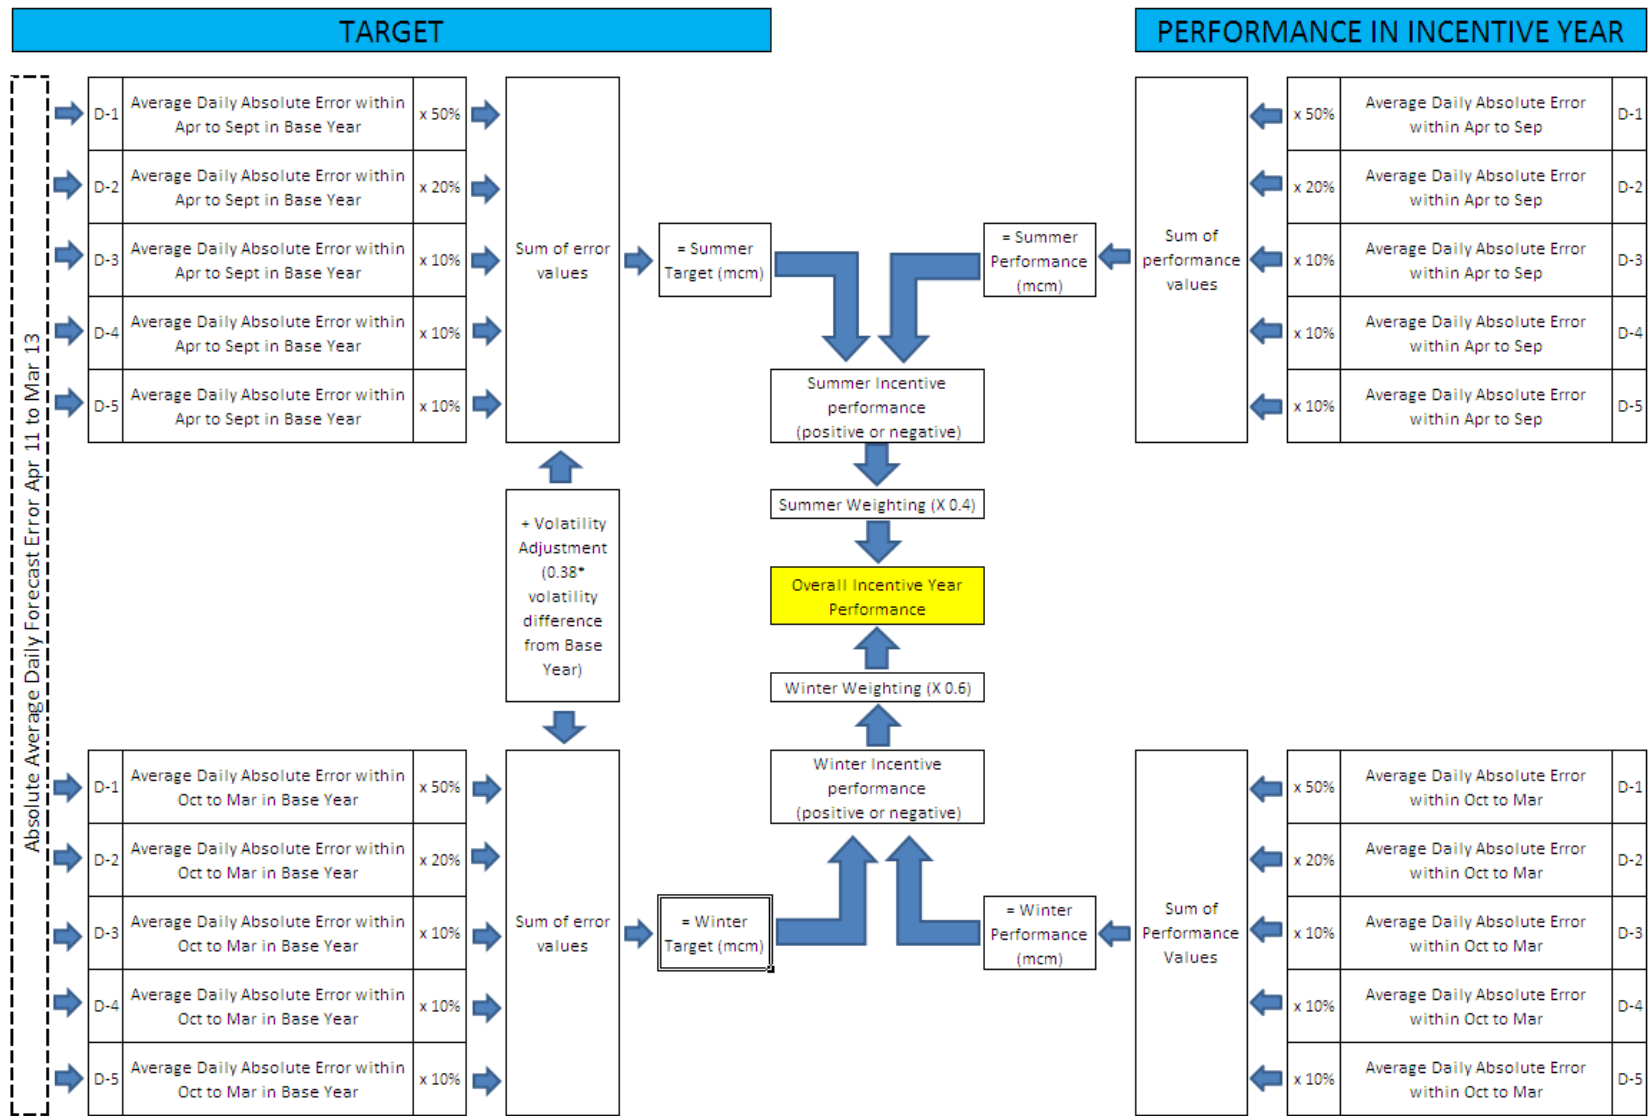 TARGET
PERFORMANCE IN INCENTIVE YEAR
Absolute Average Daily Forecast Error Apr 11 to Mar 13
D-1
Average Daily Absolute Error within
Apr to Sept in Base Year
x 50%
D-2
Average Daily Absolute Error within
Apr to Sept in Base Year
x 20%
D-3
Average Daily Absolute Error within
Apr to Sept in Base Year
x 10%
D-4
Average Daily Absolute Error within
Apr to Sept in Base Year
x 10%
D-5
Average Daily Absolute Error within
Apr to Sept in Base Year
x 10%
Sum of error
values
= Summer
Target (mcm)
= Summer
Performance
(mcm)
Sum of
performance
values
x 50%
Average Daily Absolute Error
within Apr to Sep
D-1
x 20%
Average Daily Absolute Error
within Apr to Sep
D-2
x 10%
Average Daily Absolute Error
within Apr to Sep
D-3
x 10%
Average Daily Absolute Error
within Apr to Sep
D-4
x 10%
Average Daily Absolute Error
within Apr to Sep
D-5
Summer Incentive
performance
(positive or negative)
Summer Weighting (X 0.4)
+ Volatility
Adjustment
(0.38*
volatility
difference
from Base
Year)
Overall Incentive Year
Performance
Winter Weighting (X 0.6)
Winter Incentive
performance
(positive or negative)
D-1
Average Daily Absolute Error within
Oct to Mar in Base Year
x 50%
D-2
Average Daily Absolute Error within
Oct to Mar in Base Year
x 20%
D-3
Average Daily Absolute Error within
Oct to Mar in Base Year
x 10%
D-4
Average Daily Absolute Error within
Oct to Mar in Base Year
x 10%
D-5
Average Daily Absolute Error within
Oct to Mar in Base Year
x 10%
Sum of error
values
= Winter
Target (mcm)
= Winter
Performance
(mcm)
Sum of
Performance
Values
x 50%
Average Daily Absolute Error
within Oct to Mar
D-1
x 20%
Average Daily Absolute Error
within Oct to Mar
D-2
x 10%
Average Daily Absolute Error
within Oct to Mar
D-3
x 10%
Average Daily Absolute Error
within Oct to Mar
D-4
x 10%
Average Daily Absolute Error
within Oct to Mar
D-5